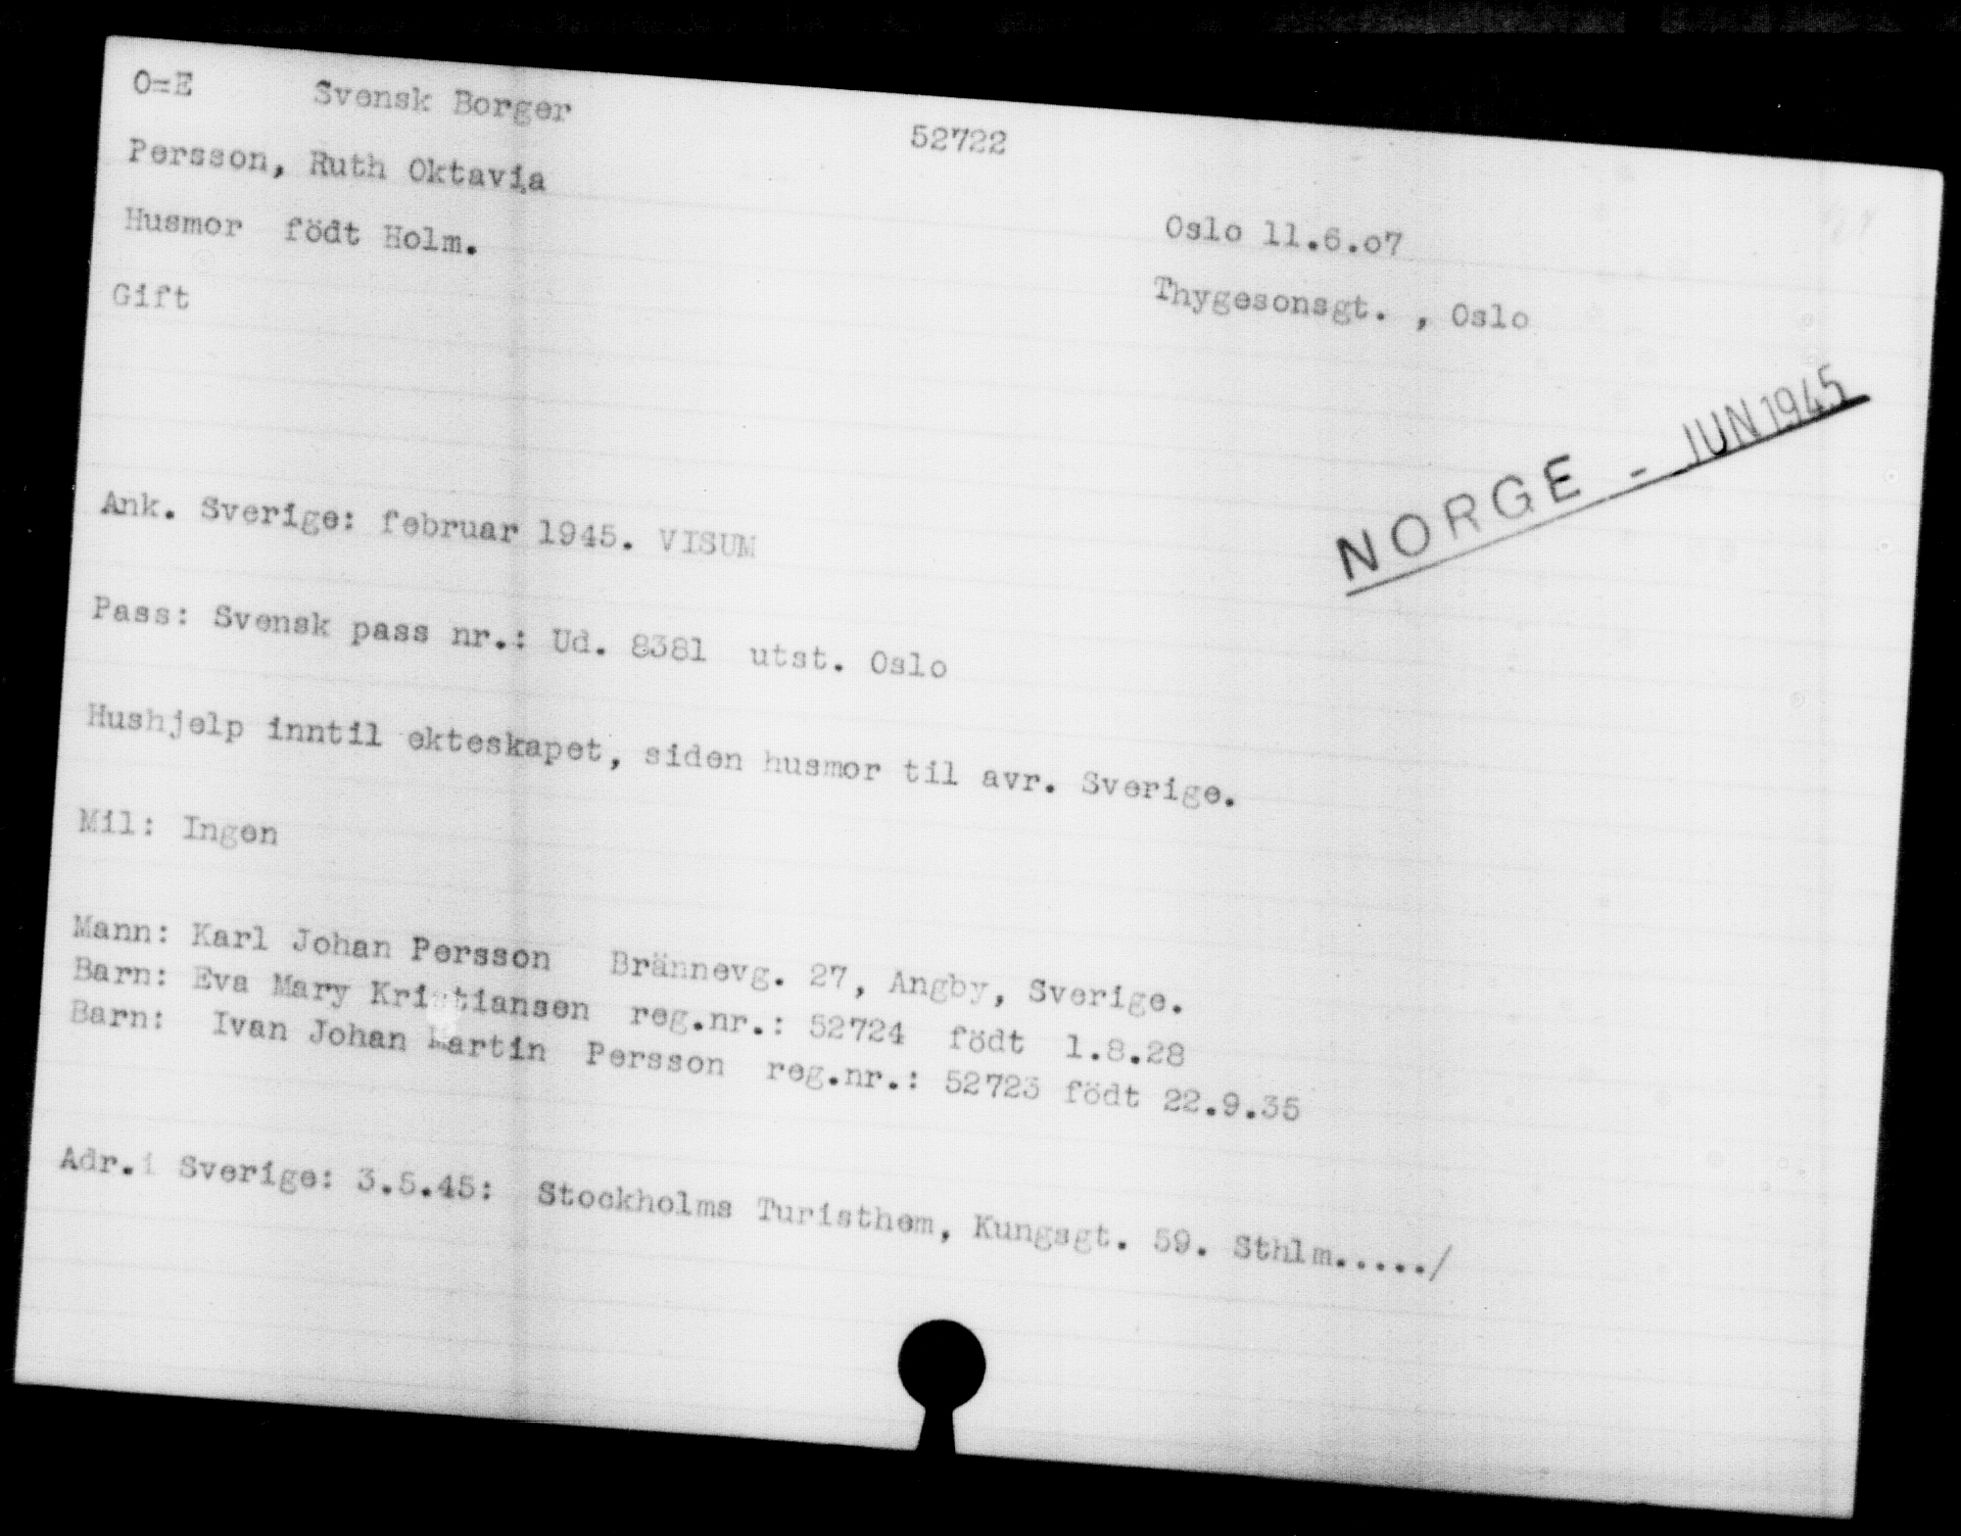 O=E Svensk Borger
52722
Persson, Ruth Oktavia
Husmor födt Holm.
Oslo 11.6.o7
Gift
Thygesonsgt. , Oslo
NORGE - JUN 1945
Ank. Sverige: februar 1945. VISUM
Pass: Svensk pass nr.: Ud. 8381 utst. Oslo
Hushjelp inntil ekteskapet, siden husmor til avr. Sverige.
Mil: Ingen
Mann: Karl Johan Persson Brännevg. 27, Angby, Sverige.
Barn: Eva Mary Kristiansen reg.nr.: 52724 födt 1.8.28
Barn: Ivan Johan Martin Persson reg.nr.: 52723 födt 22.9.35
Adr.i Sverige: 3.5.45: Stockholms Turisthem, Kungsgt. 59. Sthlm...../